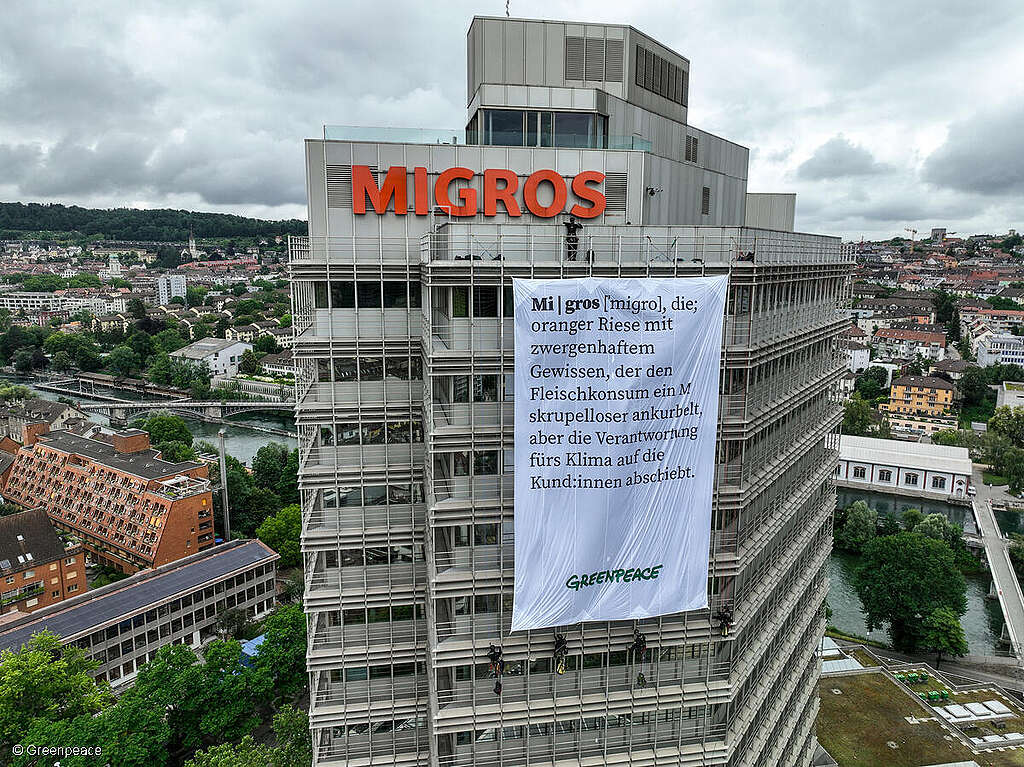 MIGROS
Mi|gros ['migro], die;
oranger Riese mit
zwergenhaftem
Gewissen, der den
Fleischkonsum ein M
skrupelloser ankurbelt,
aber die Verantwortung
fürs Klima auf die
Kund:innen abschiebt.
GREENPEACE
© Greenpeace